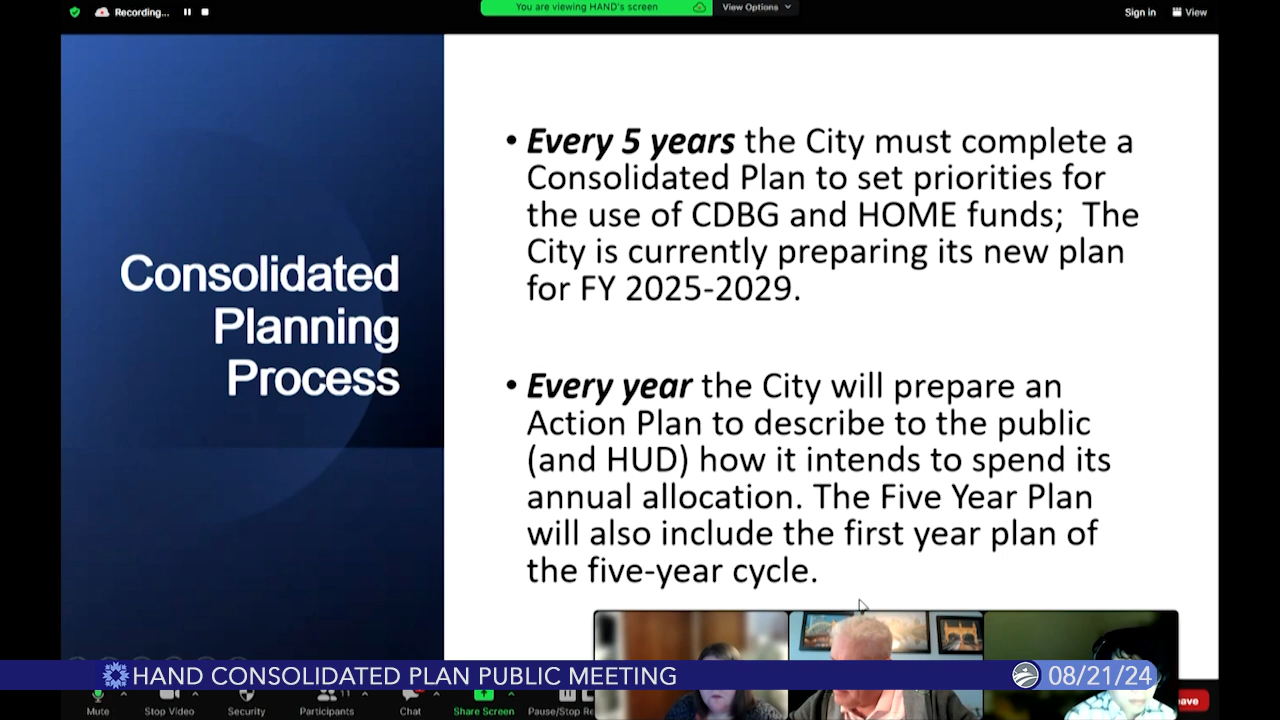 Recording...
You are viewing HAND's screen
View Options
Sign in
View
Consolidated
Planning
Process
• Every 5 years the City must complete a
Consolidated Plan to set priorities for
the use of CDBG and HOME funds;  The
City is currently preparing its new plan
for FY 2025-2029.
• Every year the City will prepare an
Action Plan to describe to the public
(and HUD) how it intends to spend its
annual allocation. The Five Year Plan
will also include the first year plan of
the five-year cycle.
HAND CONSOLIDATED PLAN PUBLIC MEETING
08/21/24
Mute
Stop Video
Security
Participants
11
Chat
Share Screen
Pause/Stop Re
eave